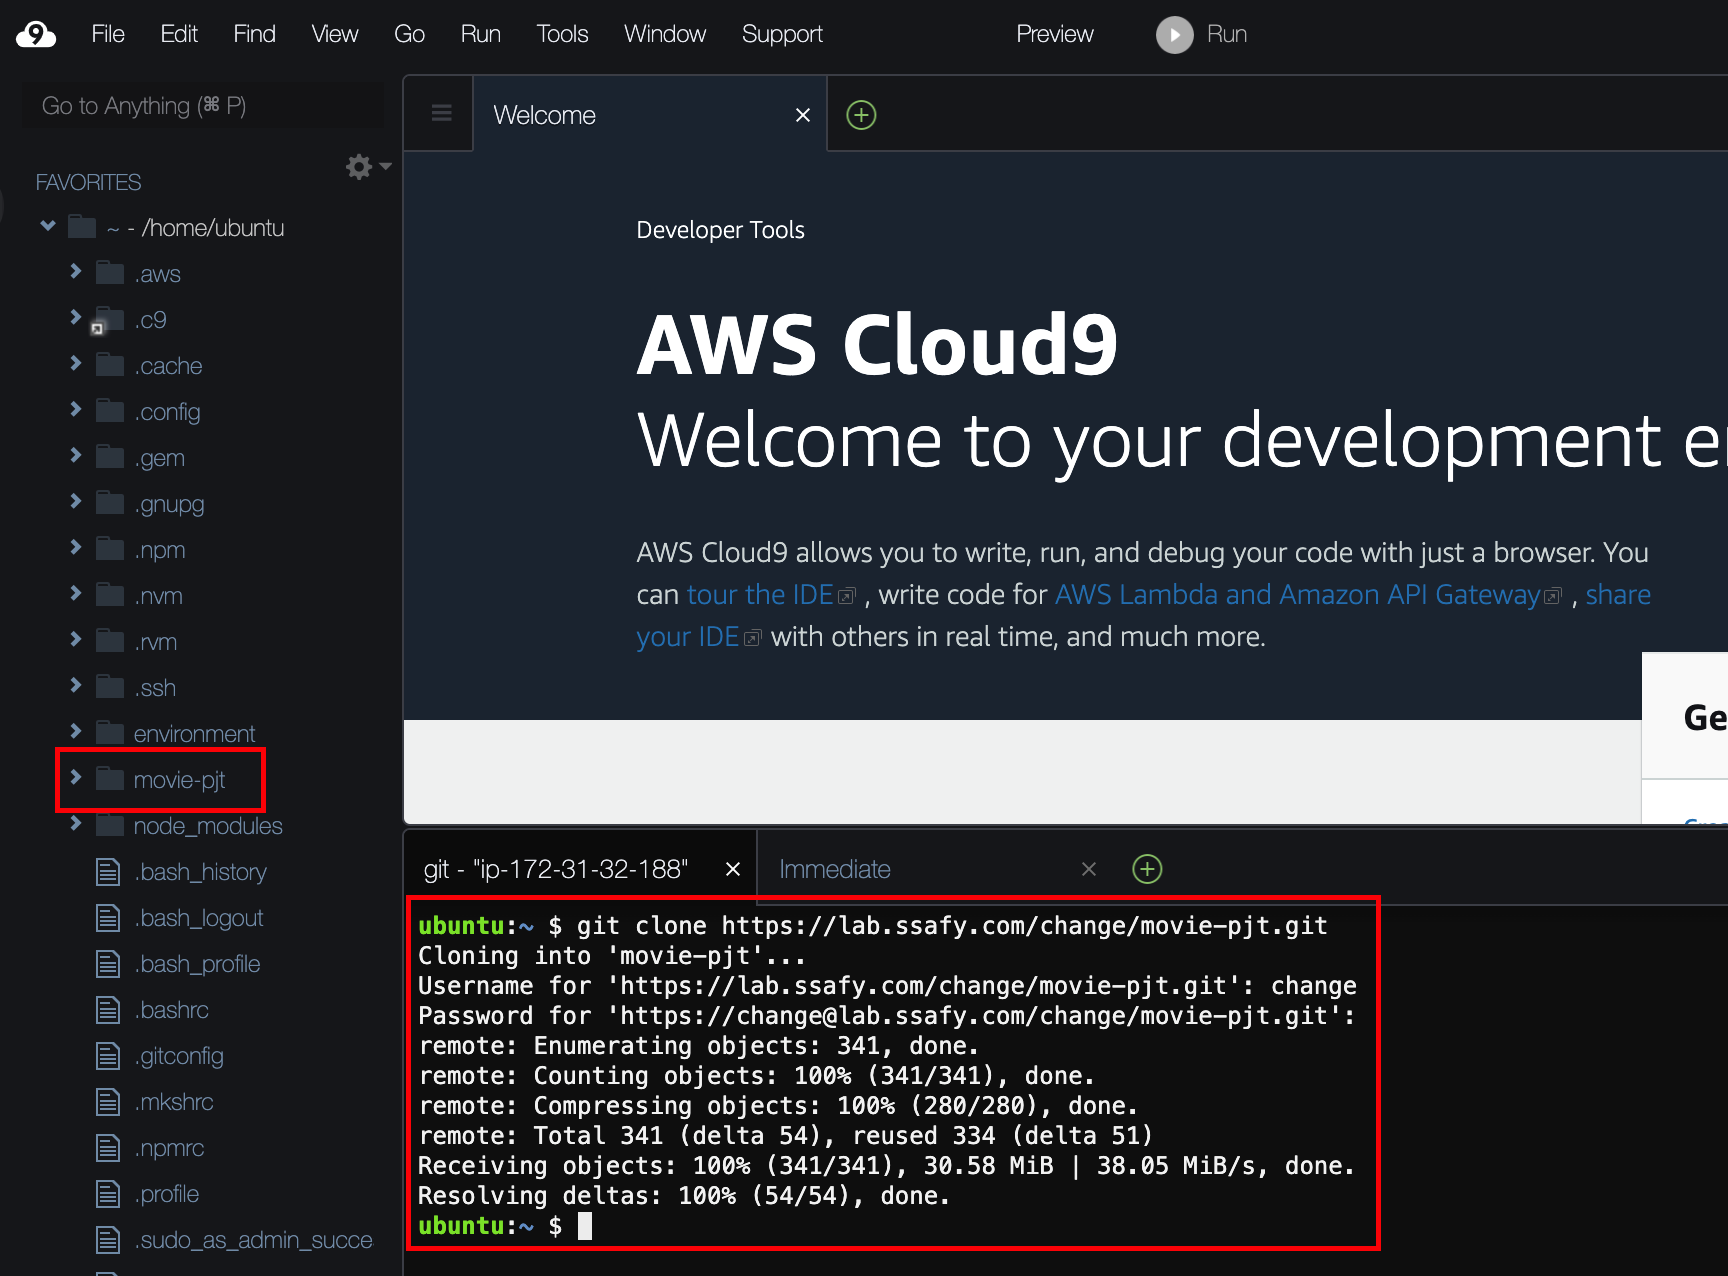 9 File Edit Find View Go Run Tools Window Support Preview Run
Go to Anything (⌘ P)
Welcome
FAVORITES
~ - /home/ubuntu
.aws
.c9
.cache
.config
.gem
.gnupg
.npm
.nvm
.rvm
.ssh
environment
movie-pjt
node_modules
.bash_history
.bash_logout
.bash_profile
.bashrc
.gitconfig
.mkshrc
.npmrc
.profile
.sudo_as_admin_succe
Developer Tools
AWS Cloud9
Welcome to your development
AWS Cloud9 allows you to write, run, and debug your code with just a browser. You
can tour the IDE , write code for AWS Lambda and Amazon API Gateway , share
your IDE with others in real time, and much more.
Ge
git - "ip-172-31-32-188" Immediate
ubuntu:~ $ git clone https://lab.ssafy.com/change/movie-pjt.git
Cloning into 'movie-pjt'...
Username for 'https://lab.ssafy.com/change/movie-pjt.git': change
Password for 'https://change@lab.ssafy.com/change/movie-pjt.git':
remote: Enumerating objects: 341, done.
remote: Counting objects: 100% (341/341), done.
remote: Compressing objects: 100% (280/280), done.
remote: Total 341 (delta 54), reused 334 (delta 51)
Receiving objects: 100% (341/341), 30.58 MiB | 38.05 MiB/s, done.
Resolving deltas: 100% (54/54), done.
ubuntu:~ $